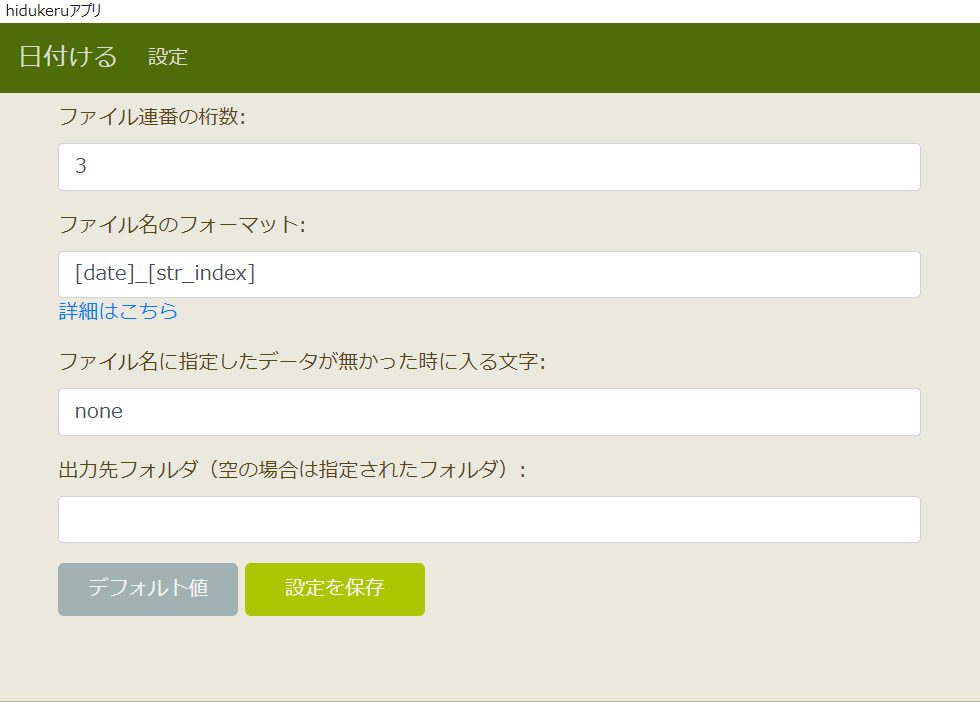 hidukeruアプリ
日付ける 設定
ファイル連番の桁数:
3
ファイル名のフォーマット:
[date]_[str_index]
詳細はこちら
ファイル名に指定したデータが無かった時に入る文字:
none
出力先フォルダ（空の場合は指定されたフォルダ）:
デフォルト値 設定を保存